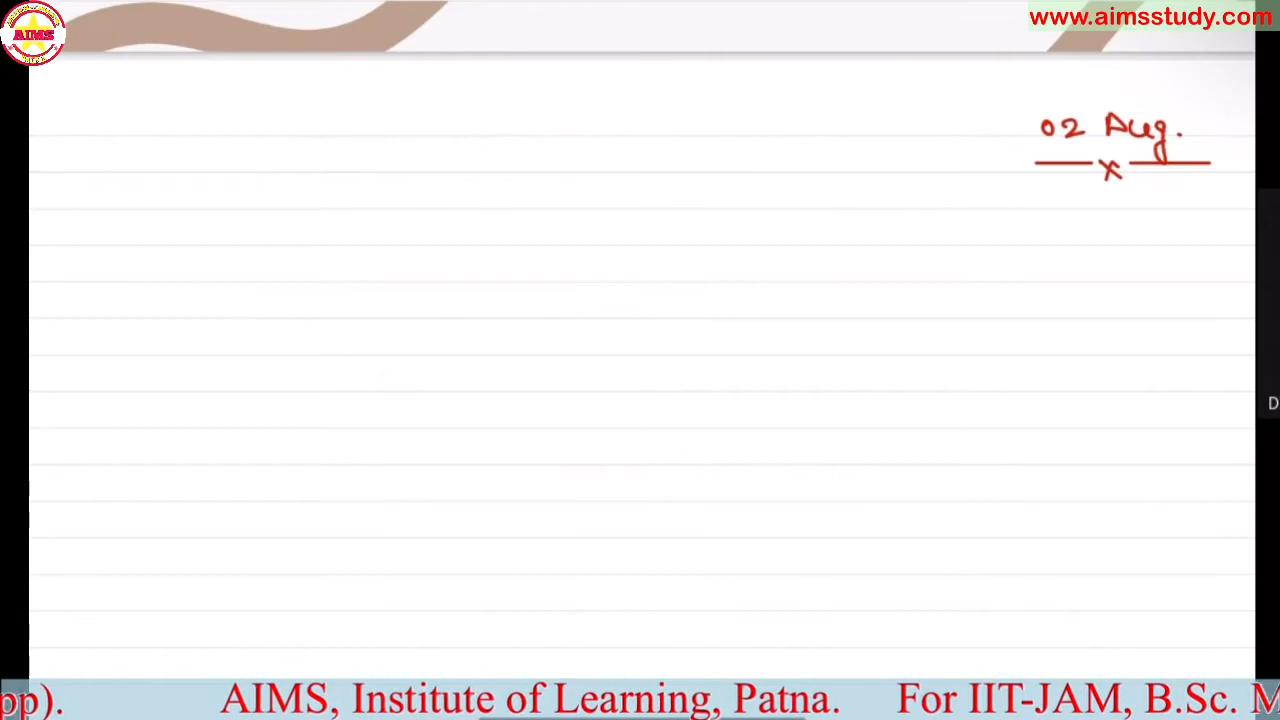 AIMS
www.aimsstudy.com
02 Aug.
x
D
pp). AIMS, Institute of Learning, Patna. For IIT-JAM, B.Sc. M